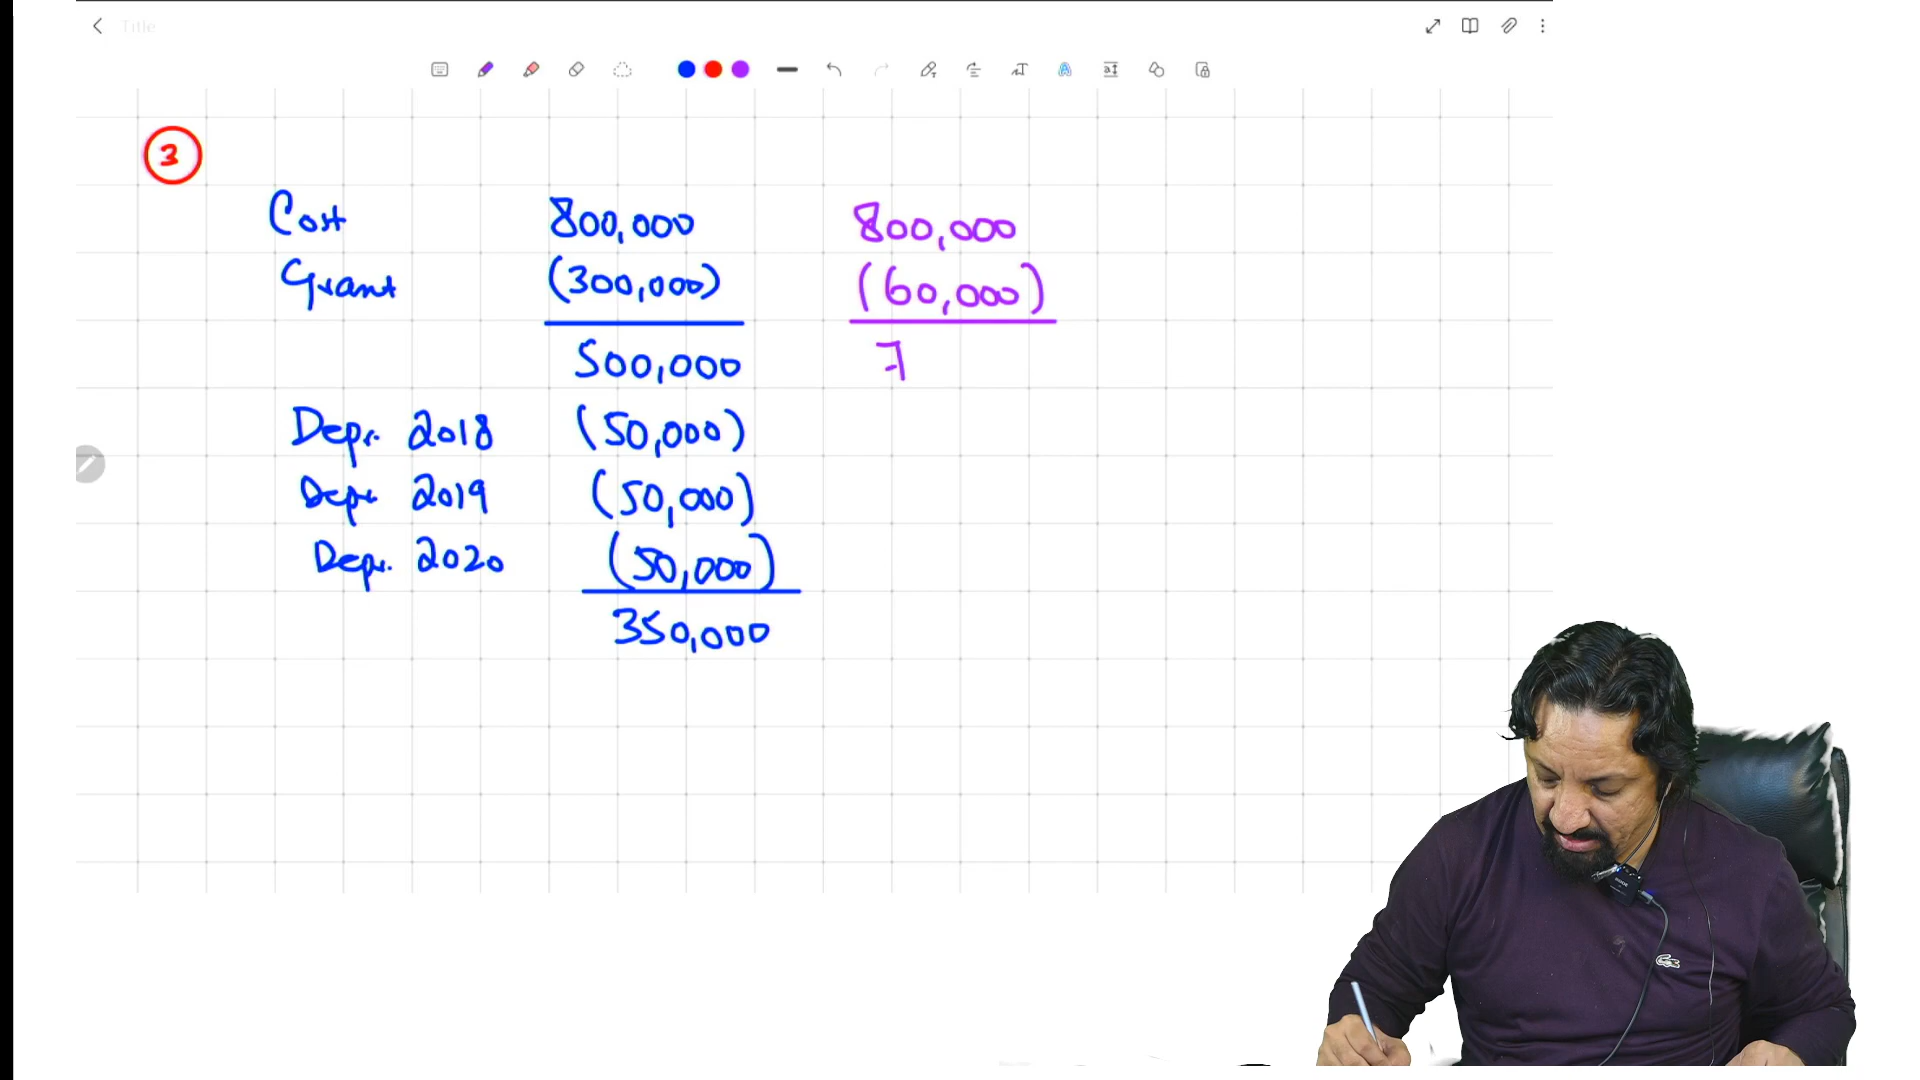 Title
3
Cost 800,000 800,000
Grant (300,000) (60,000)
500,000 7
Depr. 2018 (50,000)
Depr. 2019 (50,000)
Depr. 2020 (50,000)
350,000